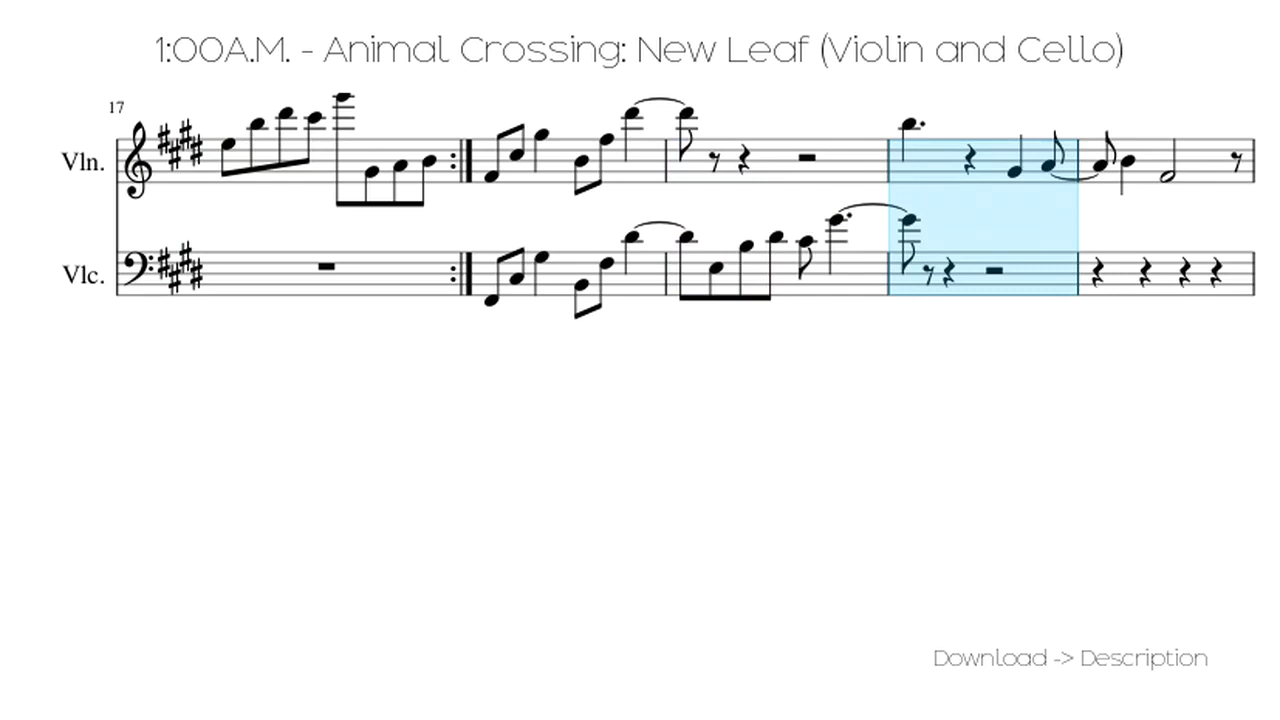 1:00A.M. - Animal Crossing: New Leaf (Violin and Cello)
17
Vln.
Vlc.
Download -> Description